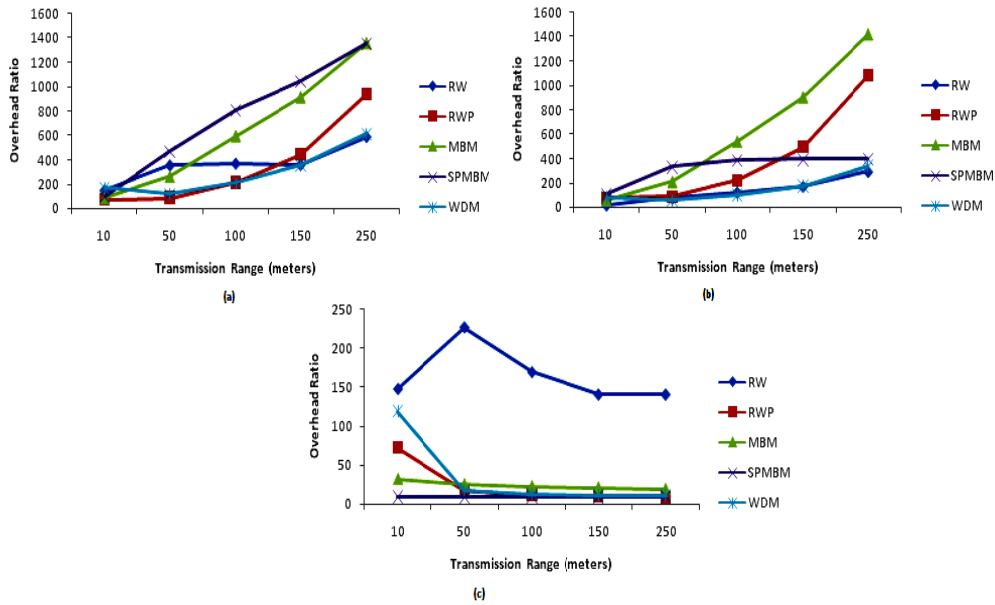 1600
1400
1200
1000
800
600
400
200
0
Overhead Ratio
10 50 100 150 250
Transmission Range (meters)
RW
RWP
MBM
SPMBM
WDM
(a)
1600
1400
1200
1000
800
600
400
200
0
Overhead Ratio
10 50 100 150 250
Transmission Range (meters)
RW
RWP
MBM
SPMBM
WDM
(b)
250
200
150
100
50
0
Overhead Ratio
10 50 100 150 250
Transmission Range (meters)
RW
RWP
MBM
SPMBM
WDM
(c)